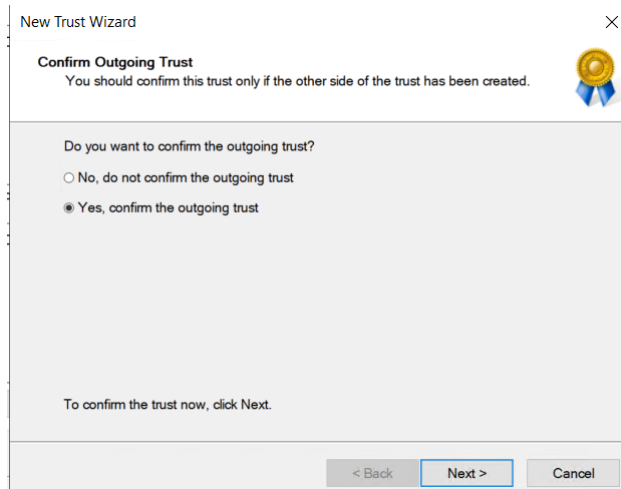 New Trust Wizard
Confirm Outgoing Trust
You should confirm this trust only if the other side of the trust has been created.
Do you want to confirm the outgoing trust?
No, do not confirm the outgoing trust
Yes, confirm the outgoing trust
To confirm the trust now, click Next.
< Back Next > Cancel